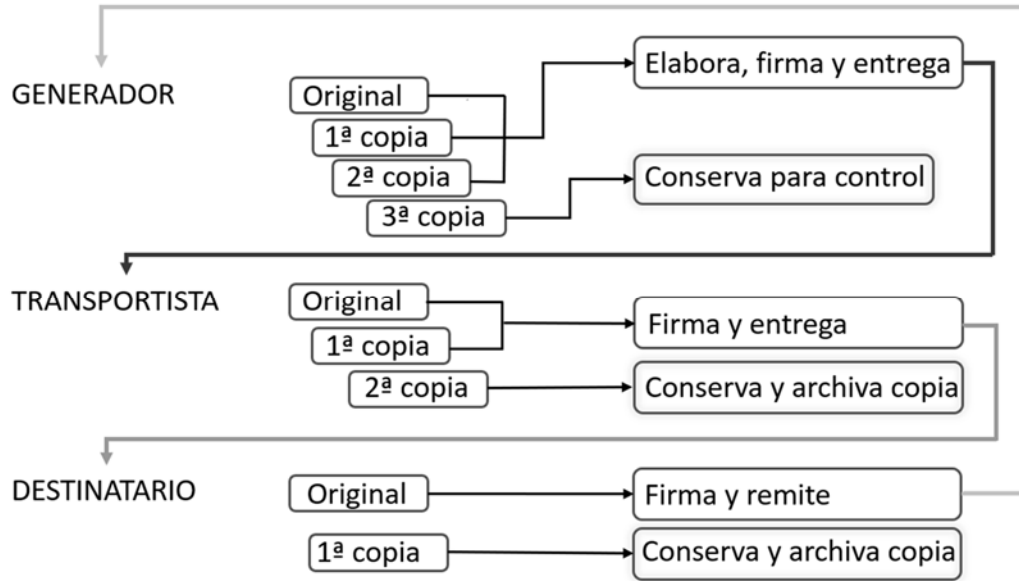 Elabora, firma y entrega
GENERADOR
Original
1ª copia
2ª copia
Conserva para control
3ª copia
TRANSPORTISTA
Original
Firma y entrega
1ª copia
2ª copia
Conserva y archiva copia
DESTINATARIO
Original
Firma y remite
1ª copia
Conserva y archiva copia